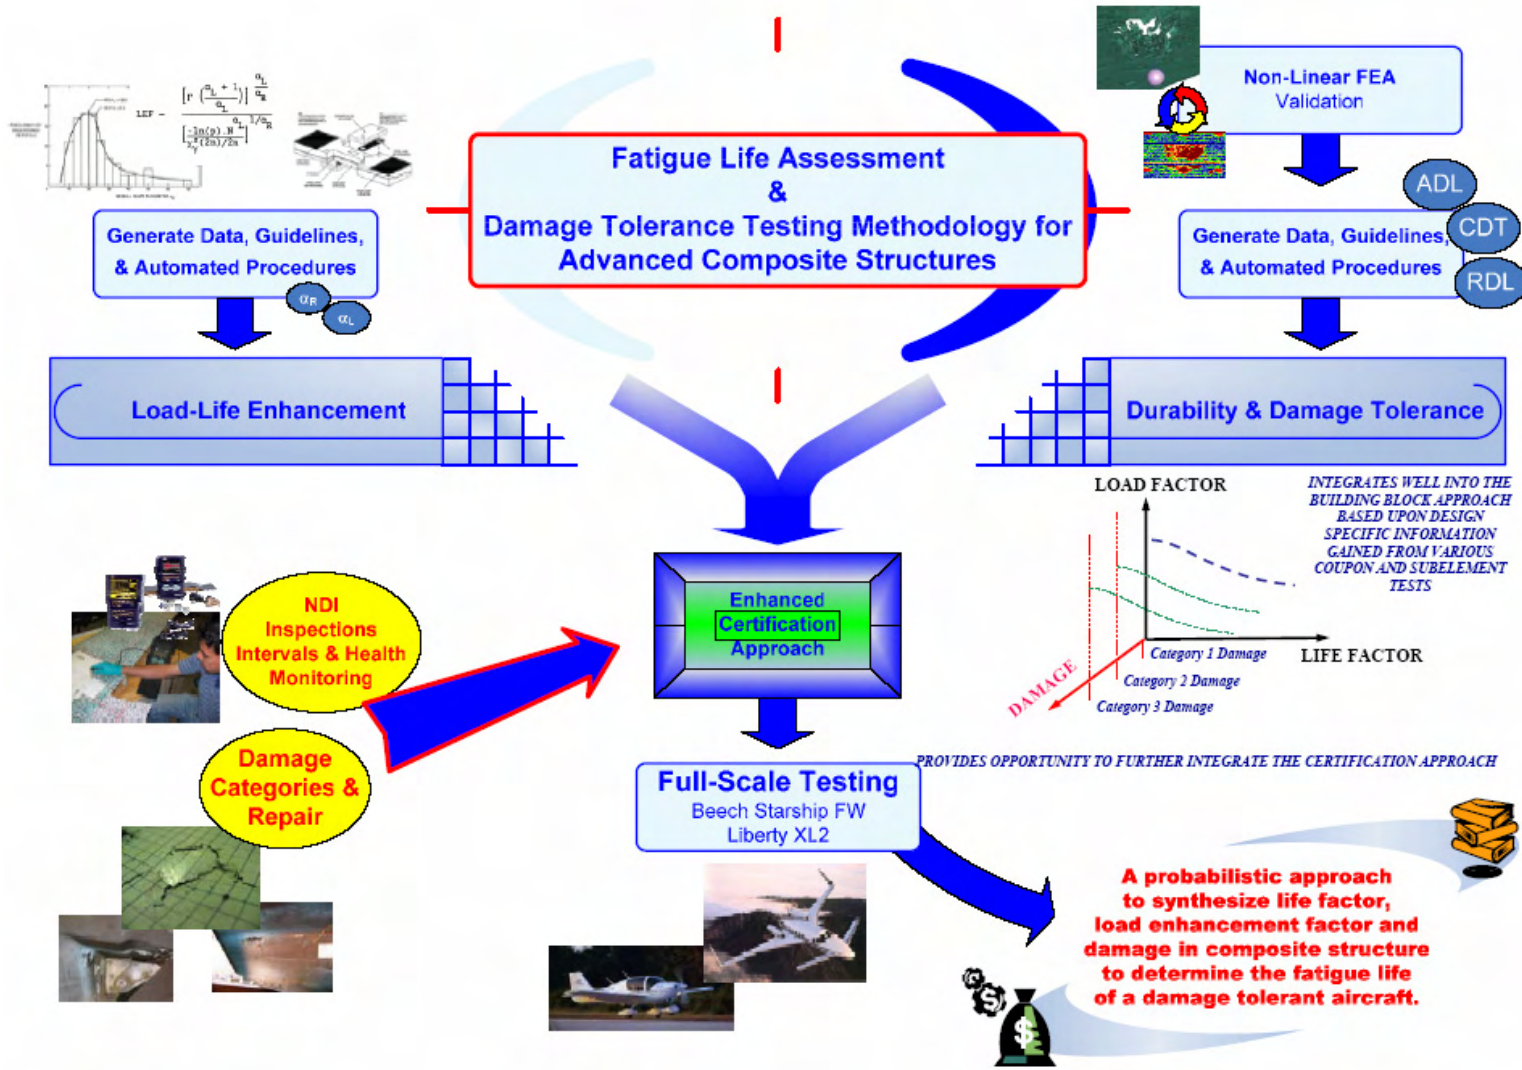 Fatigue Life Assessment
&
Damage Tolerance Testing Methodology for
Advanced Composite Structures
LEF =
Generate Data, Guidelines,
& Automated Procedures
αR
αL
Load-Life Enhancement
Non-Linear FEA
Validation
Generate Data, Guidelines,
& Automated Procedures
ADL
CDT
RDL
Durability & Damage Tolerance
LOAD FACTOR
LIFE FACTOR
DAMAGE
Category 1 Damage
Category 2 Damage
Category 3 Damage
INTEGRATES WELL INTO THE
BUILDING BLOCK APPROACH
BASED UPON DESIGN
SPECIFIC INFORMATION
GAINED FROM VARIOUS
COUPON AND SUBELEMENT
TESTS
NDI
Inspections
Intervals & Health
Monitoring
Damage
Categories &
Repair
Enhanced
Certification
Approach
Full-Scale Testing
Beech Starship FW
Liberty XL2
PROVIDES OPPORTUNITY TO FURTHER INTEGRATE THE CERTIFICATION APPROACH
A probabilistic approach
to synthesize life factor,
load enhancement factor and
damage in composite structure
to determine the fatigue life
of a damage tolerant aircraft.
$
$